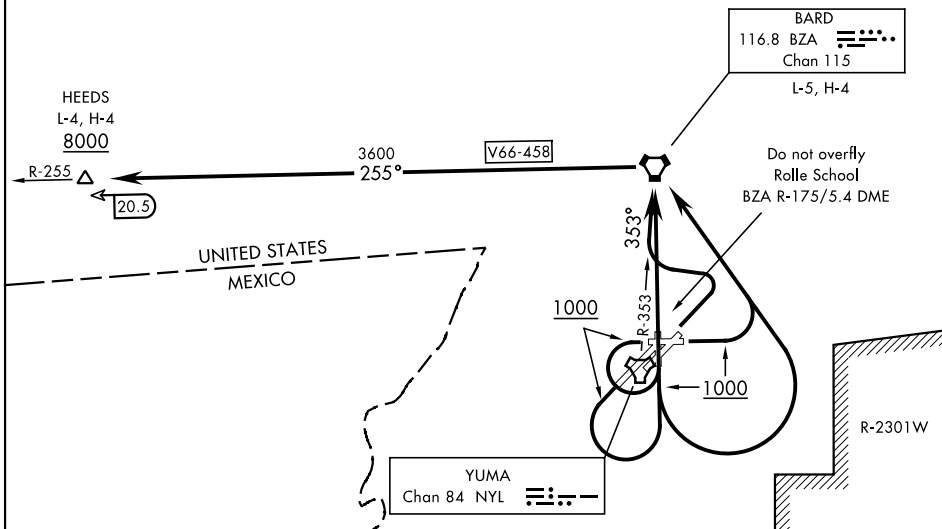 BARD
116.8 BZA
Chan 115
L-5, H-4
HEEDS
L-4, H-4
8000
R-255
20.5
3600
255°
V66-458
Do not overfly
Rolle School
BZA R-175/5.4 DME
353°
R-353
UNITED STATES
MEXICO
1000
1000
R-2301W
YUMA
Chan 84 NYL